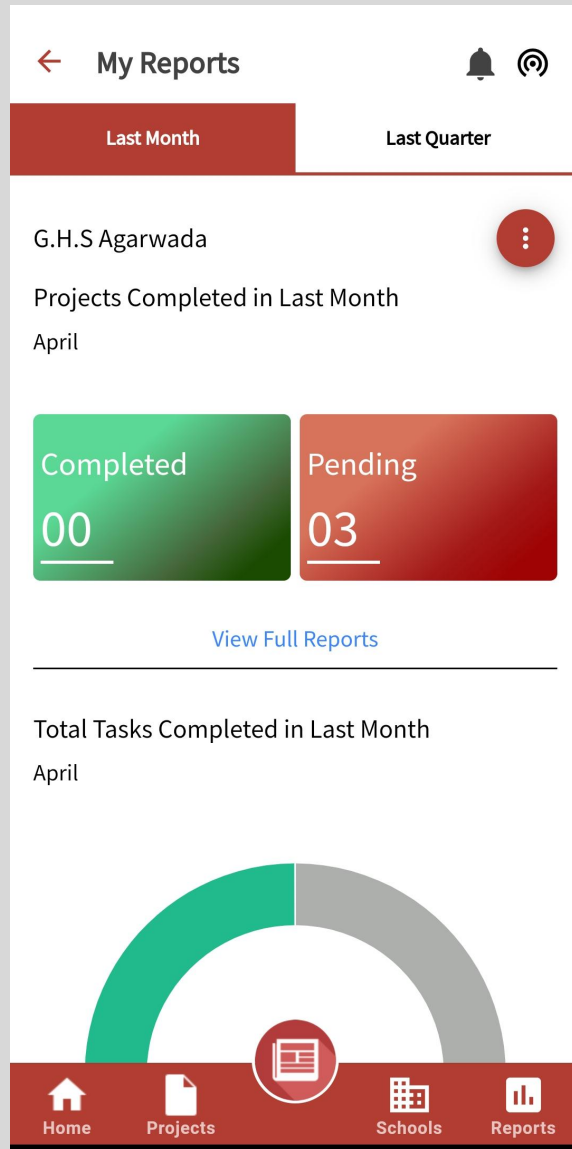 My Reports
Last Month
Last Quarter
G.H.S Agarwada
Projects Completed in Last Month
April
Completed
00
Pending
03
View Full Reports
Total Tasks Completed in Last Month
April
Home
Projects
Schools
Reports